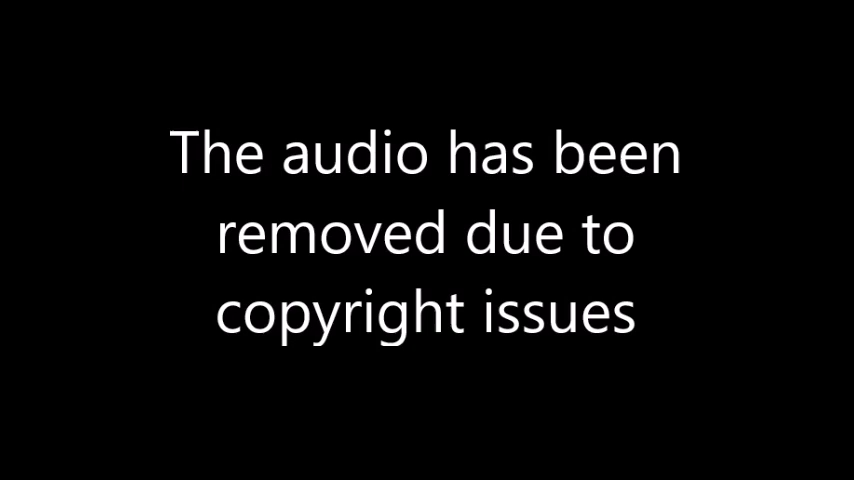 The audio has been
removed due to
copyright issues